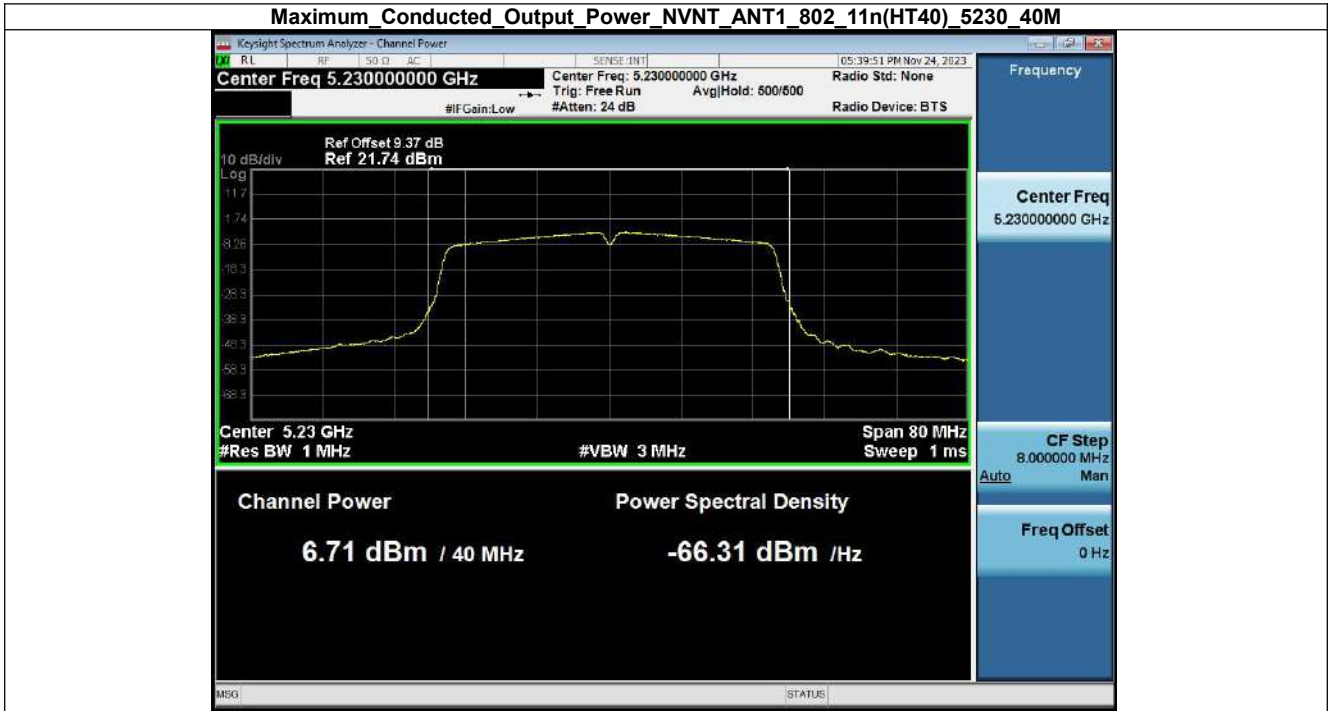 Maximum_Conducted_Output_Power_NVNT_ANT1_802_11n(HT40)_5230_40M
Keysight Spectrum Analyzer - Channel Power
RL RF 50 Ω AC SENSE:INT 05:39:51 PM Nov 24, 2023
Center Freq 5.230000000 GHz Center Freq: 5.230000000 GHz Radio Std: None
Trig: Free Run Avg|Hold: 500/500
#IFGain:Low #Atten: 24 dB Radio Device: BTS
Ref Offset 9.37 dB
10 dB/div Ref 21.74 dBm
Log
11.7
1.74
-8.26
-18.3
-28.3
-38.3
-48.3
-58.3
-68.3
Center 5.23 GHz Span 80 MHz
#Res BW 1 MHz #VBW 3 MHz Sweep 1 ms
Channel Power Power Spectral Density
6.71 dBm / 40 MHz -66.31 dBm /Hz
MSG STATUS
Frequency
Center Freq
5.230000000 GHz
CF Step
8.000000 MHz
Auto Man
Freq Offset
0 Hz